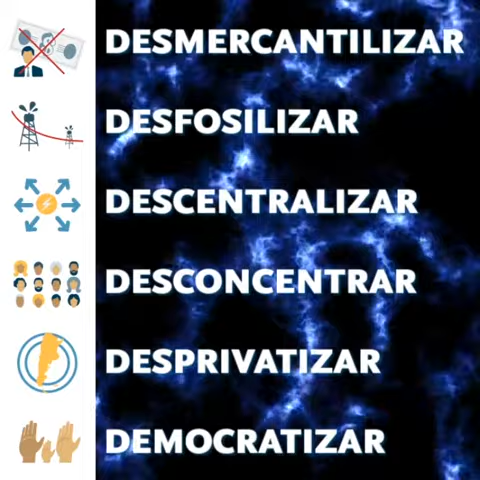 DESMERCANTILIZAR
DESFOSILIZAR
DESCENTRALIZAR
DESCONCENTRAR
DESPRIVATIZAR
DEMOCRATIZAR